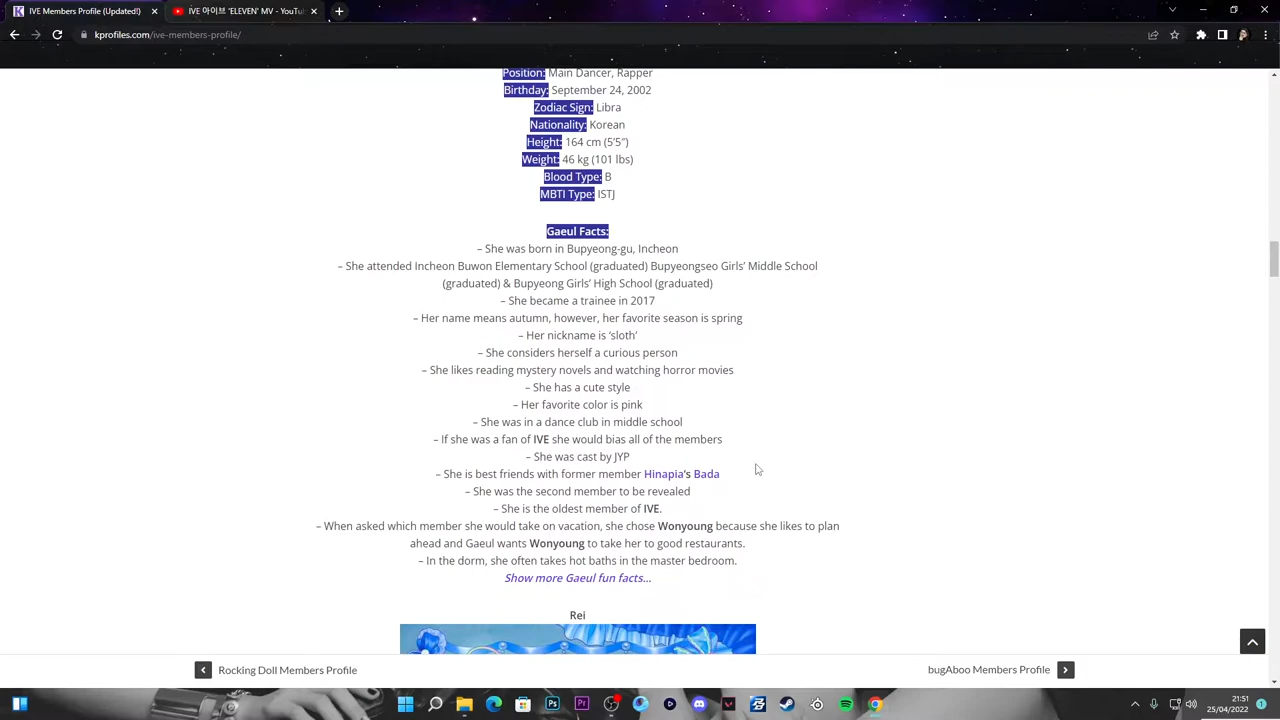 IVE Members Profile (Updated!)
IVE 아이브 'ELEVEN' MV - YouTu
kprofiles.com/ive-members-profile/
Position: Main Dancer, Rapper
Birthday: September 24, 2002
Zodiac Sign: Libra
Nationality: Korean
Height: 164 cm (5’5″)
Weight: 46 kg (101 lbs)
Blood Type: B
MBTI Type: ISTJ
Gaeul Facts:
– She was born in Bupyeong-gu, Incheon
– She attended Incheon Buwon Elementary School (graduated) Bupyeongseo Girls’ Middle School
(graduated) & Bupyeong Girls’ High School (graduated)
– She became a trainee in 2017
– Her name means autumn, however, her favorite season is spring
– Her nickname is ‘sloth’
– She considers herself a curious person
– She likes reading mystery novels and watching horror movies
– She has a cute style
– Her favorite color is pink
– She was in a dance club in middle school
– If she was a fan of IVE she would bias all of the members
– She was cast by JYP
– She is best friends with former member Hinapia‘s Bada
– She was the second member to be revealed
– She is the oldest member of IVE.
– When asked which member she would take on vacation, she chose Wonyoung because she likes to plan
ahead and Gaeul wants Wonyoung to take her to good restaurants.
– In the dorm, she often takes hot baths in the master bedroom.
Show more Gaeul fun facts…
Rei
Rocking Doll Members Profile
bugAboo Members Profile
21:51
25/04/2022